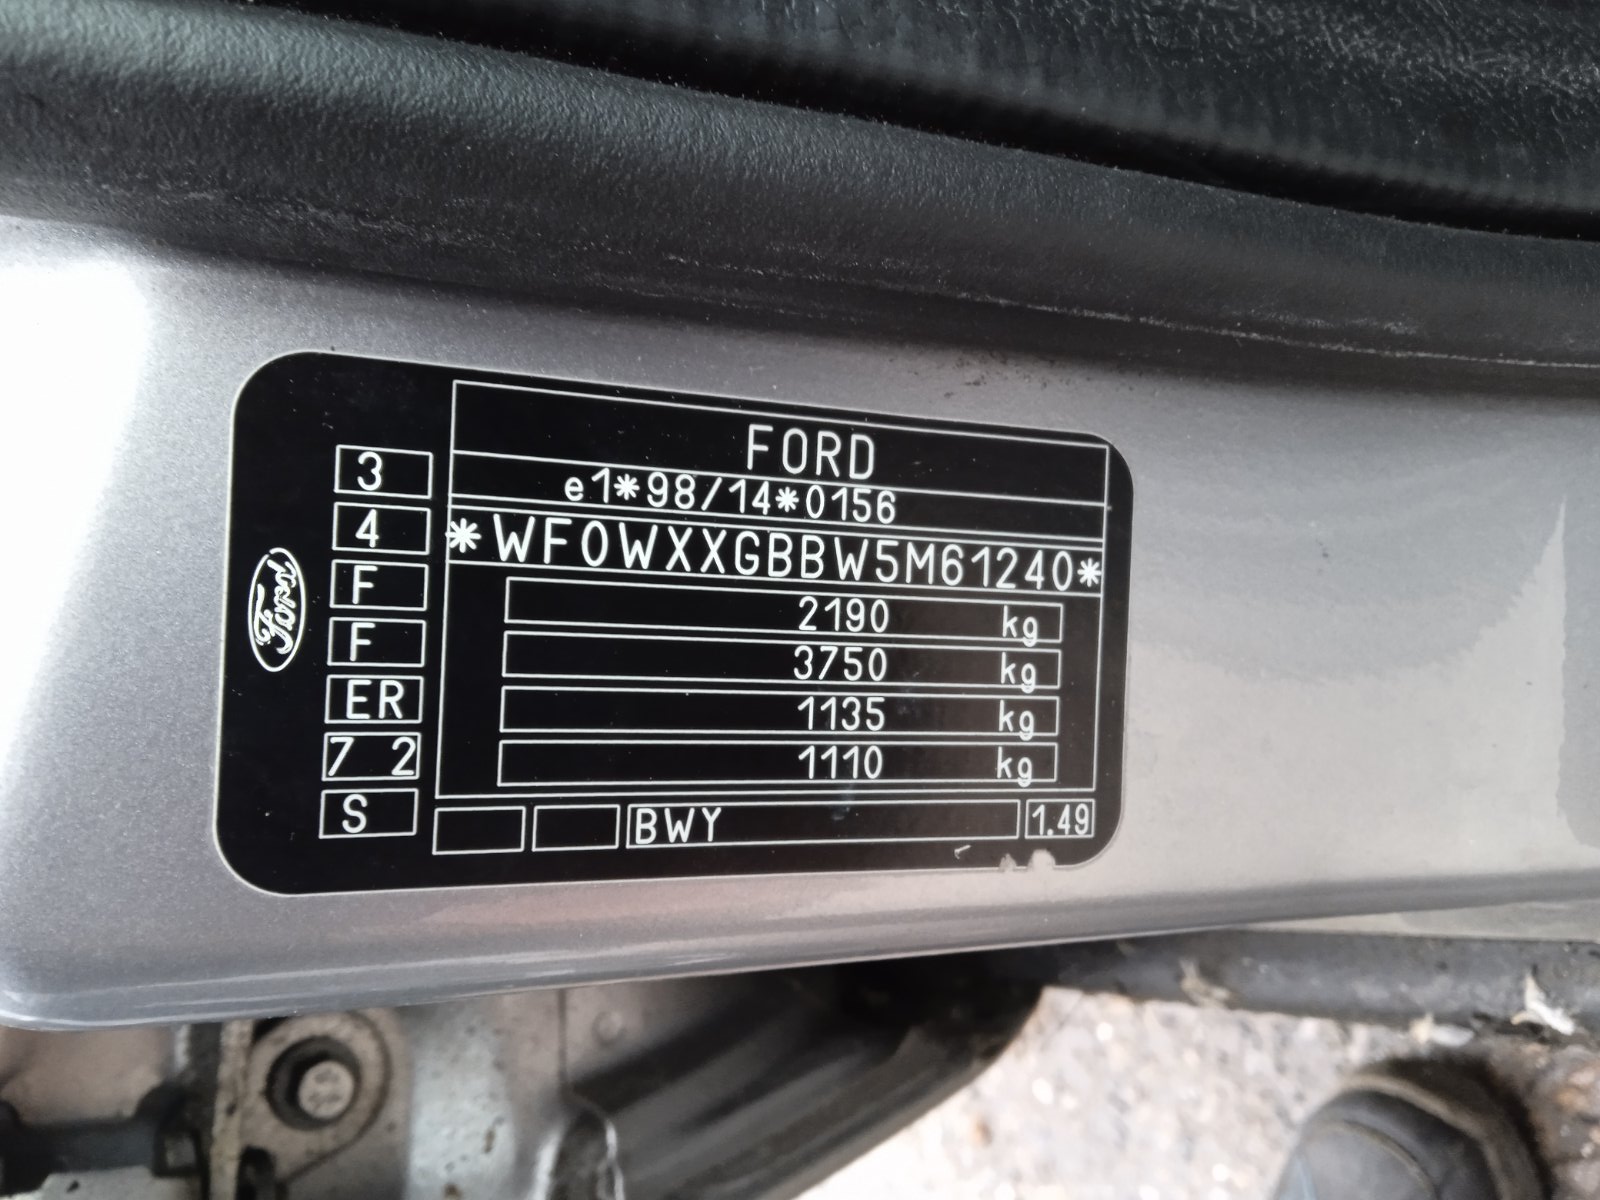 FORD
e1*98/14*0156
*WF0WXXGBBW5M61240*
2190 kg
3750 kg
1135 kg
1110 kg
BWY 1.49
3
4
F
F
ER
7 2
S
Ford